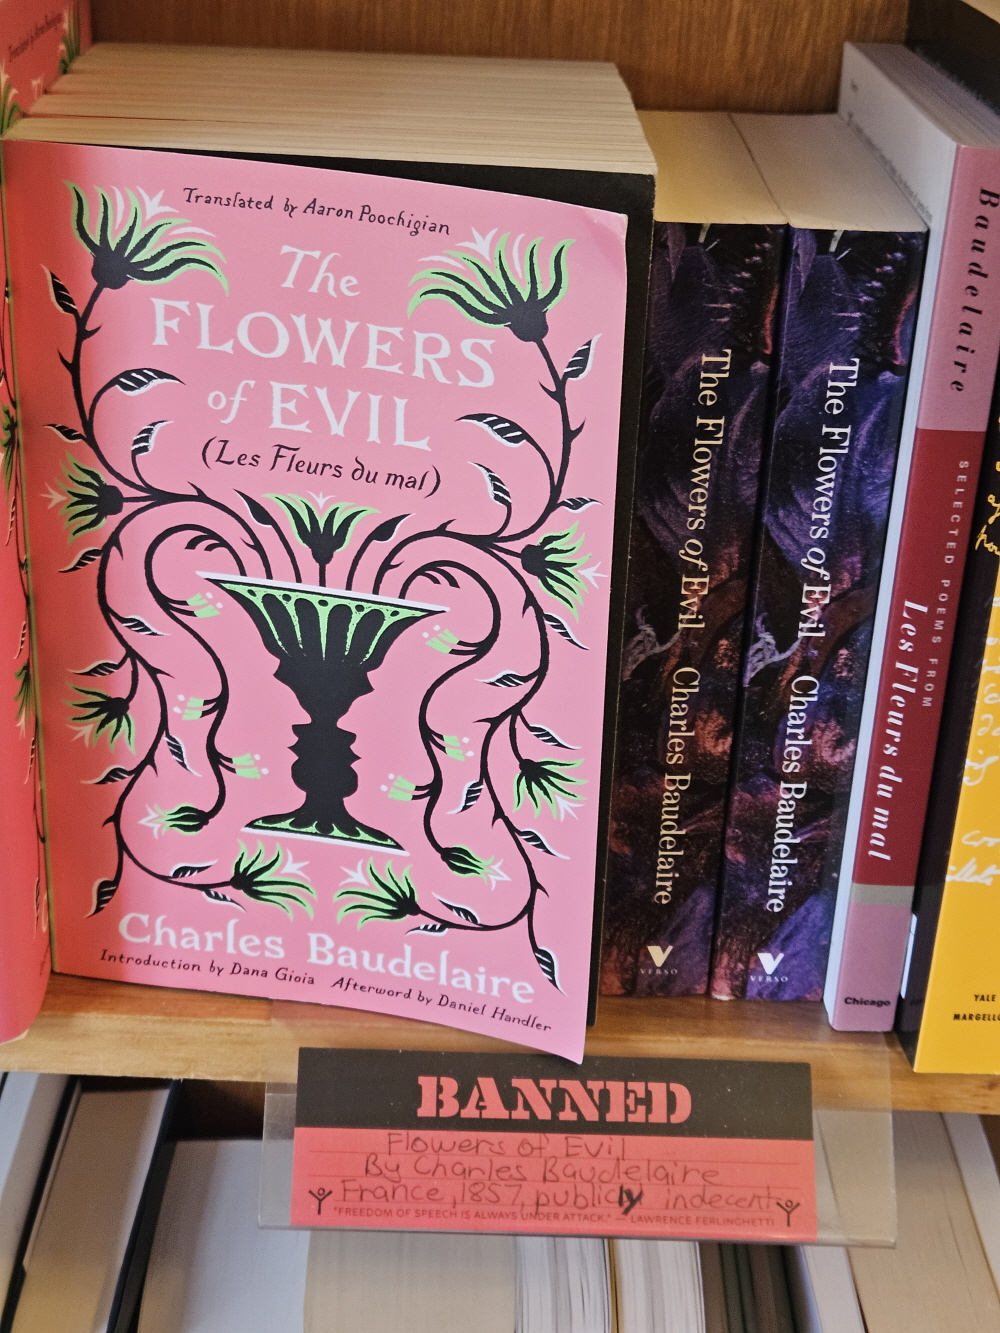 Translated by Aaron Poochigian
The
FLOWERS
of EVIL
(Les Fleurs du mal)
Charles Baudelaire
Introduction by Dana Gioia Afterword by Daniel Handler
The Flowers of Evil Charles Baudelaire
VERSO
The Flowers of Evil Charles Baudelaire
VERSO
Baudelaire
SELECTED POEMS FROM
Les Fleurs du mal
Chicago
YALE
MARGELLO
BANNED
Flowers of Evil
By Charles Baudelaire
France, 1857, publicly indecent
"FREEDOM OF SPEECH IS ALWAYS UNDER ATTACK." — LAWRENCE FERLINGHETTI